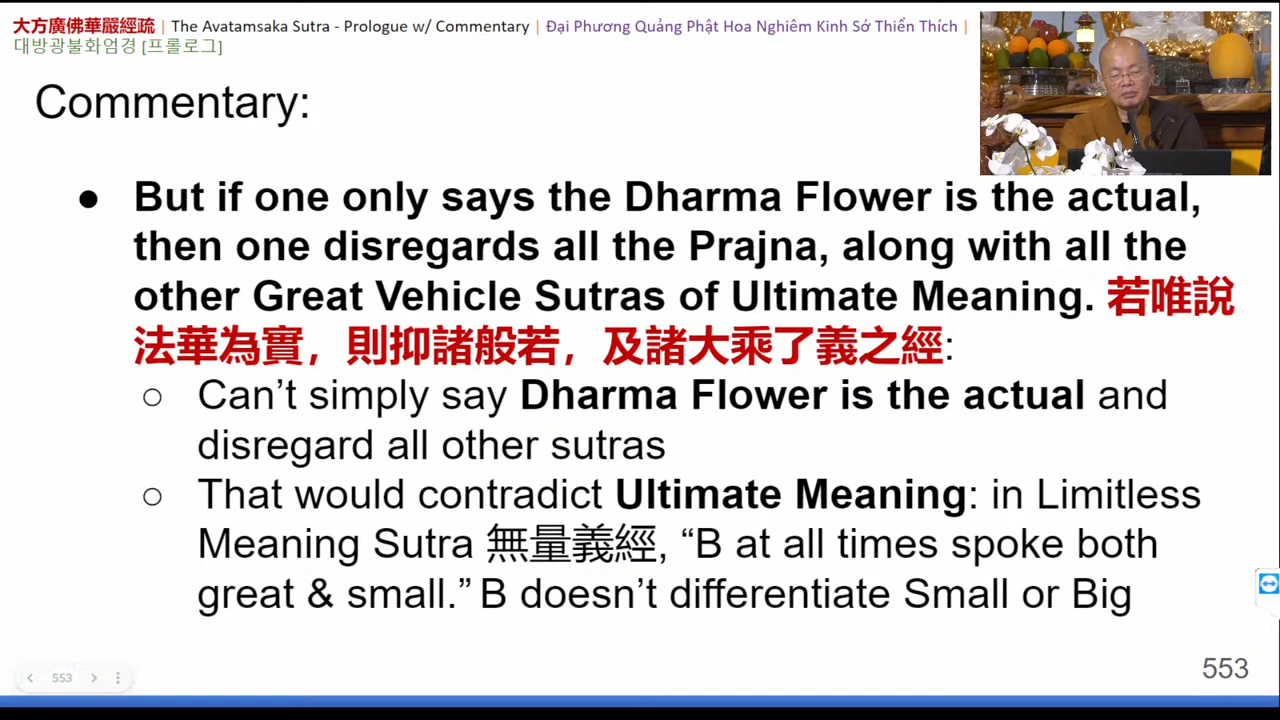 大方廣佛華嚴經疏 | The Avatamsaka Sutra - Prologue w/ Commentary | Đại Phương Quảng Phật Hoa Nghiêm Kinh Sớ Thiển Thích |
대방광불화엄경 [프롤로그]
Commentary:
● But if one only says the Dharma Flower is the actual,
then one disregards all the Prajna, along with all the
other Great Vehicle Sutras of Ultimate Meaning. 若唯說
法華為實，則抑諸般若，及諸大乘了義之經:
○ Can’t simply say Dharma Flower is the actual and
disregard all other sutras
○ That would contradict Ultimate Meaning: in Limitless
Meaning Sutra 無量義經, “B at all times spoke both
great & small.” B doesn’t differentiate Small or Big
553
553